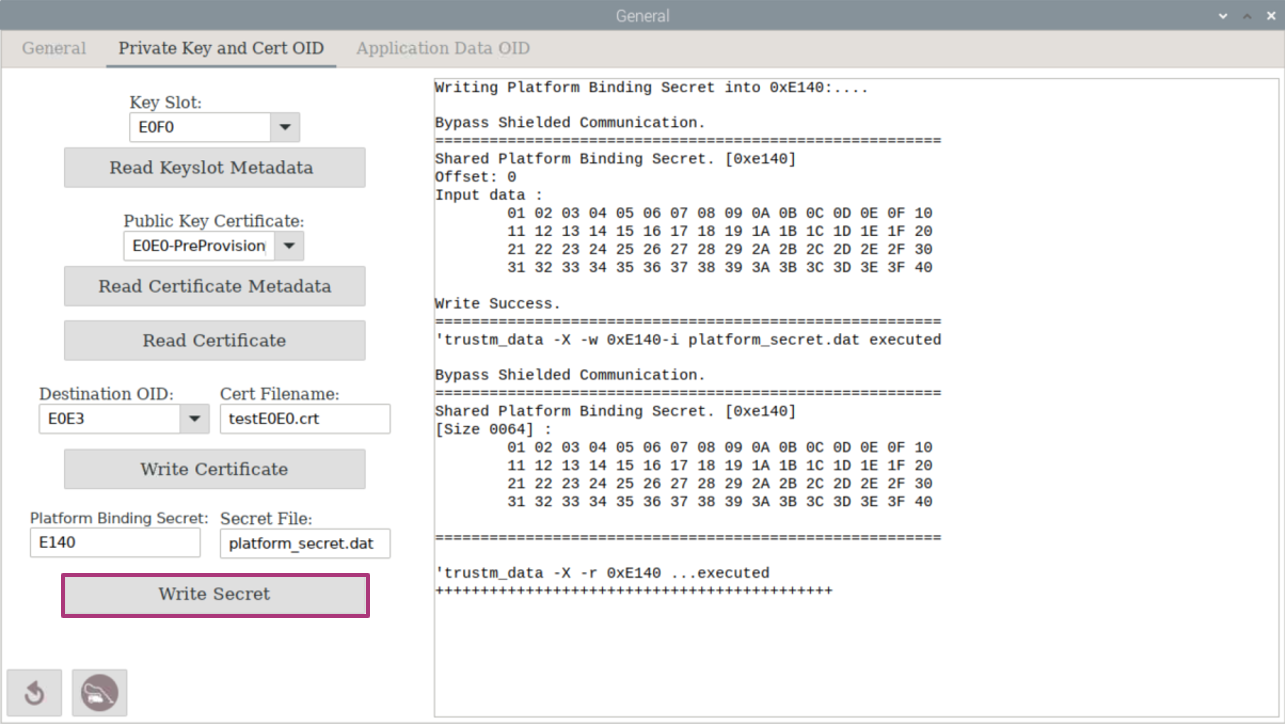 General
General Private Key and Cert OID Application Data OID
Key Slot:
E0F0
Read Keyslot Metadata
Public Key Certificate:
E0E0-PreProvision
Read Certificate Metadata
Read Certificate
Destination OID: Cert Filename:
E0E3 testE0E0.crt
Write Certificate
Platform Binding Secret: Secret File:
E140 platform_secret.dat
Write Secret
Writing Platform Binding Secret into 0xE140:....
Bypass Shielded Communication.
========================================================
Shared Platform Binding Secret. [0xe140]
Offset: 0
Input data :
01 02 03 04 05 06 07 08 09 0A 0B 0C 0D 0E 0F 10
11 12 13 14 15 16 17 18 19 1A 1B 1C 1D 1E 1F 20
21 22 23 24 25 26 27 28 29 2A 2B 2C 2D 2E 2F 30
31 32 33 34 35 36 37 38 39 3A 3B 3C 3D 3E 3F 40
Write Success.
========================================================
'trustm_data -X -w 0xE140-i platform_secret.dat executed
Bypass Shielded Communication.
========================================================
Shared Platform Binding Secret. [0xe140]
[Size 0064] :
01 02 03 04 05 06 07 08 09 0A 0B 0C 0D 0E 0F 10
11 12 13 14 15 16 17 18 19 1A 1B 1C 1D 1E 1F 20
21 22 23 24 25 26 27 28 29 2A 2B 2C 2D 2E 2F 30
31 32 33 34 35 36 37 38 39 3A 3B 3C 3D 3E 3F 40
========================================================
'trustm_data -X -r 0xE140 ...executed
++++++++++++++++++++++++++++++++++++++++++++